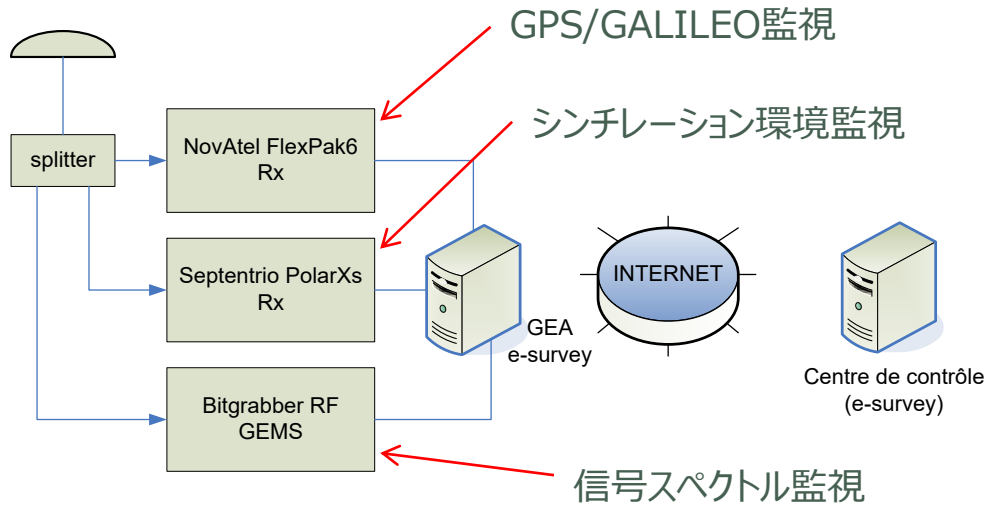 GPS/GALILEO監視
シンチレーション環境監視
splitter
NovAtel FlexPak6
Rx
Septentrio PolarXs
Rx
INTERNET
GEA
e-survey
Centre de contrôle
(e-survey)
Bitgrabber RF
GEMS
信号スペクトル監視